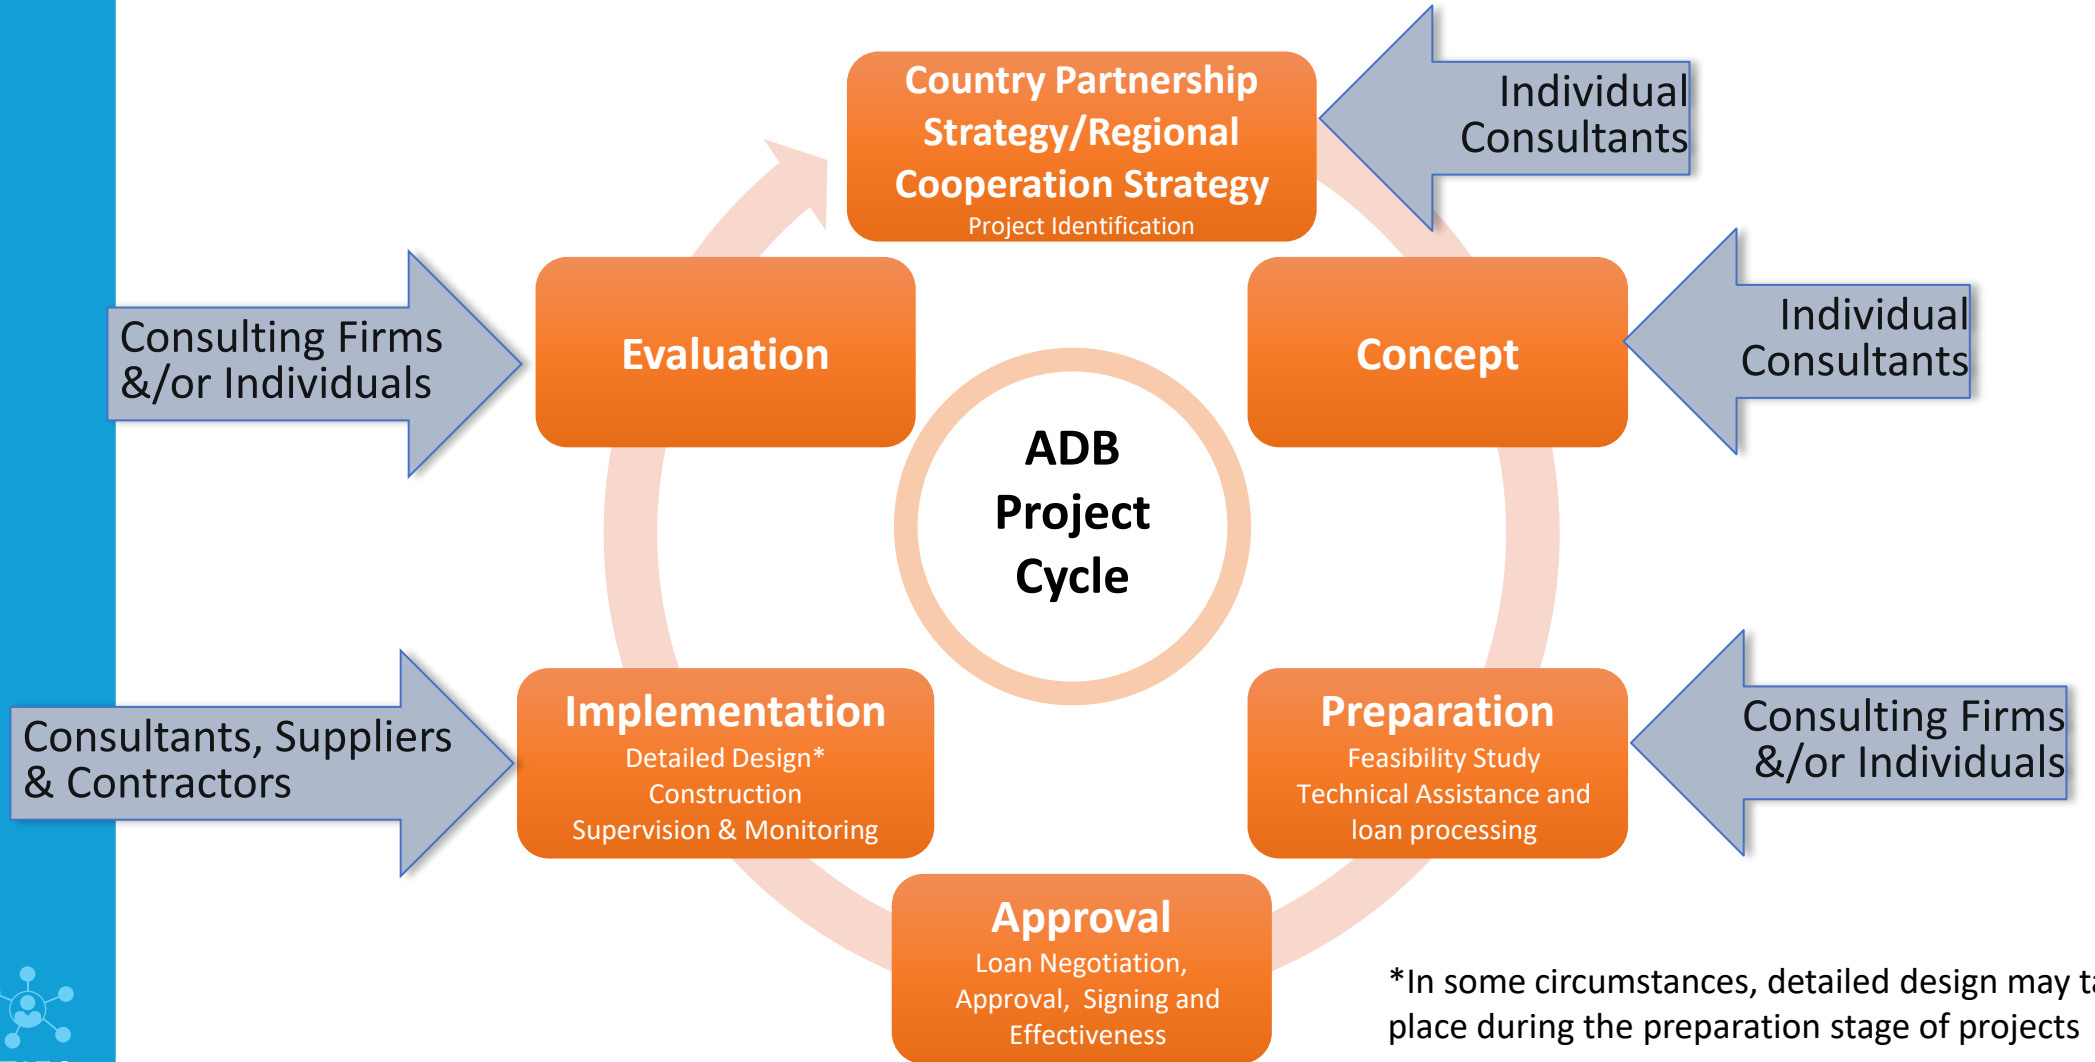 Country Partnership
Strategy/Regional
Cooperation Strategy
Project Identification
Individual
Consultants
Concept
Individual
Consultants
Preparation
Feasibility Study
Technical Assistance and
loan processing
Consulting Firms
&/or Individuals
Approval
Loan Negotiation,
Approval, Signing and
Effectiveness
Implementation
Detailed Design*
Construction
Supervision & Monitoring
Consultants, Suppliers
& Contractors
Evaluation
Consulting Firms
&/or Individuals
ADB
Project
Cycle
*In some circumstances, detailed design may
place during the preparation stage of projects